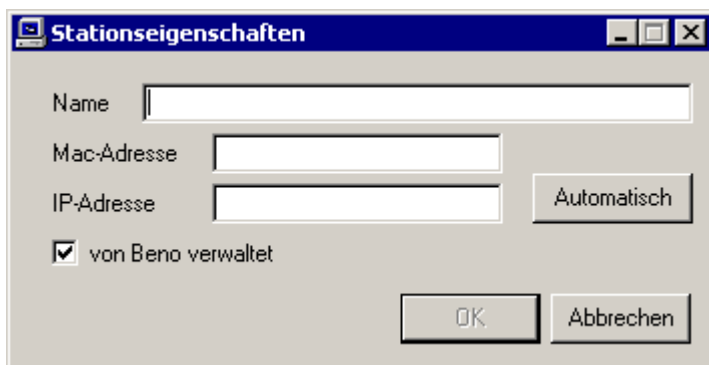 Stationseigenschaften
Name
Mac-Adresse
IP-Adresse
Automatisch
von Beno verwaltet
OK
Abbrechen